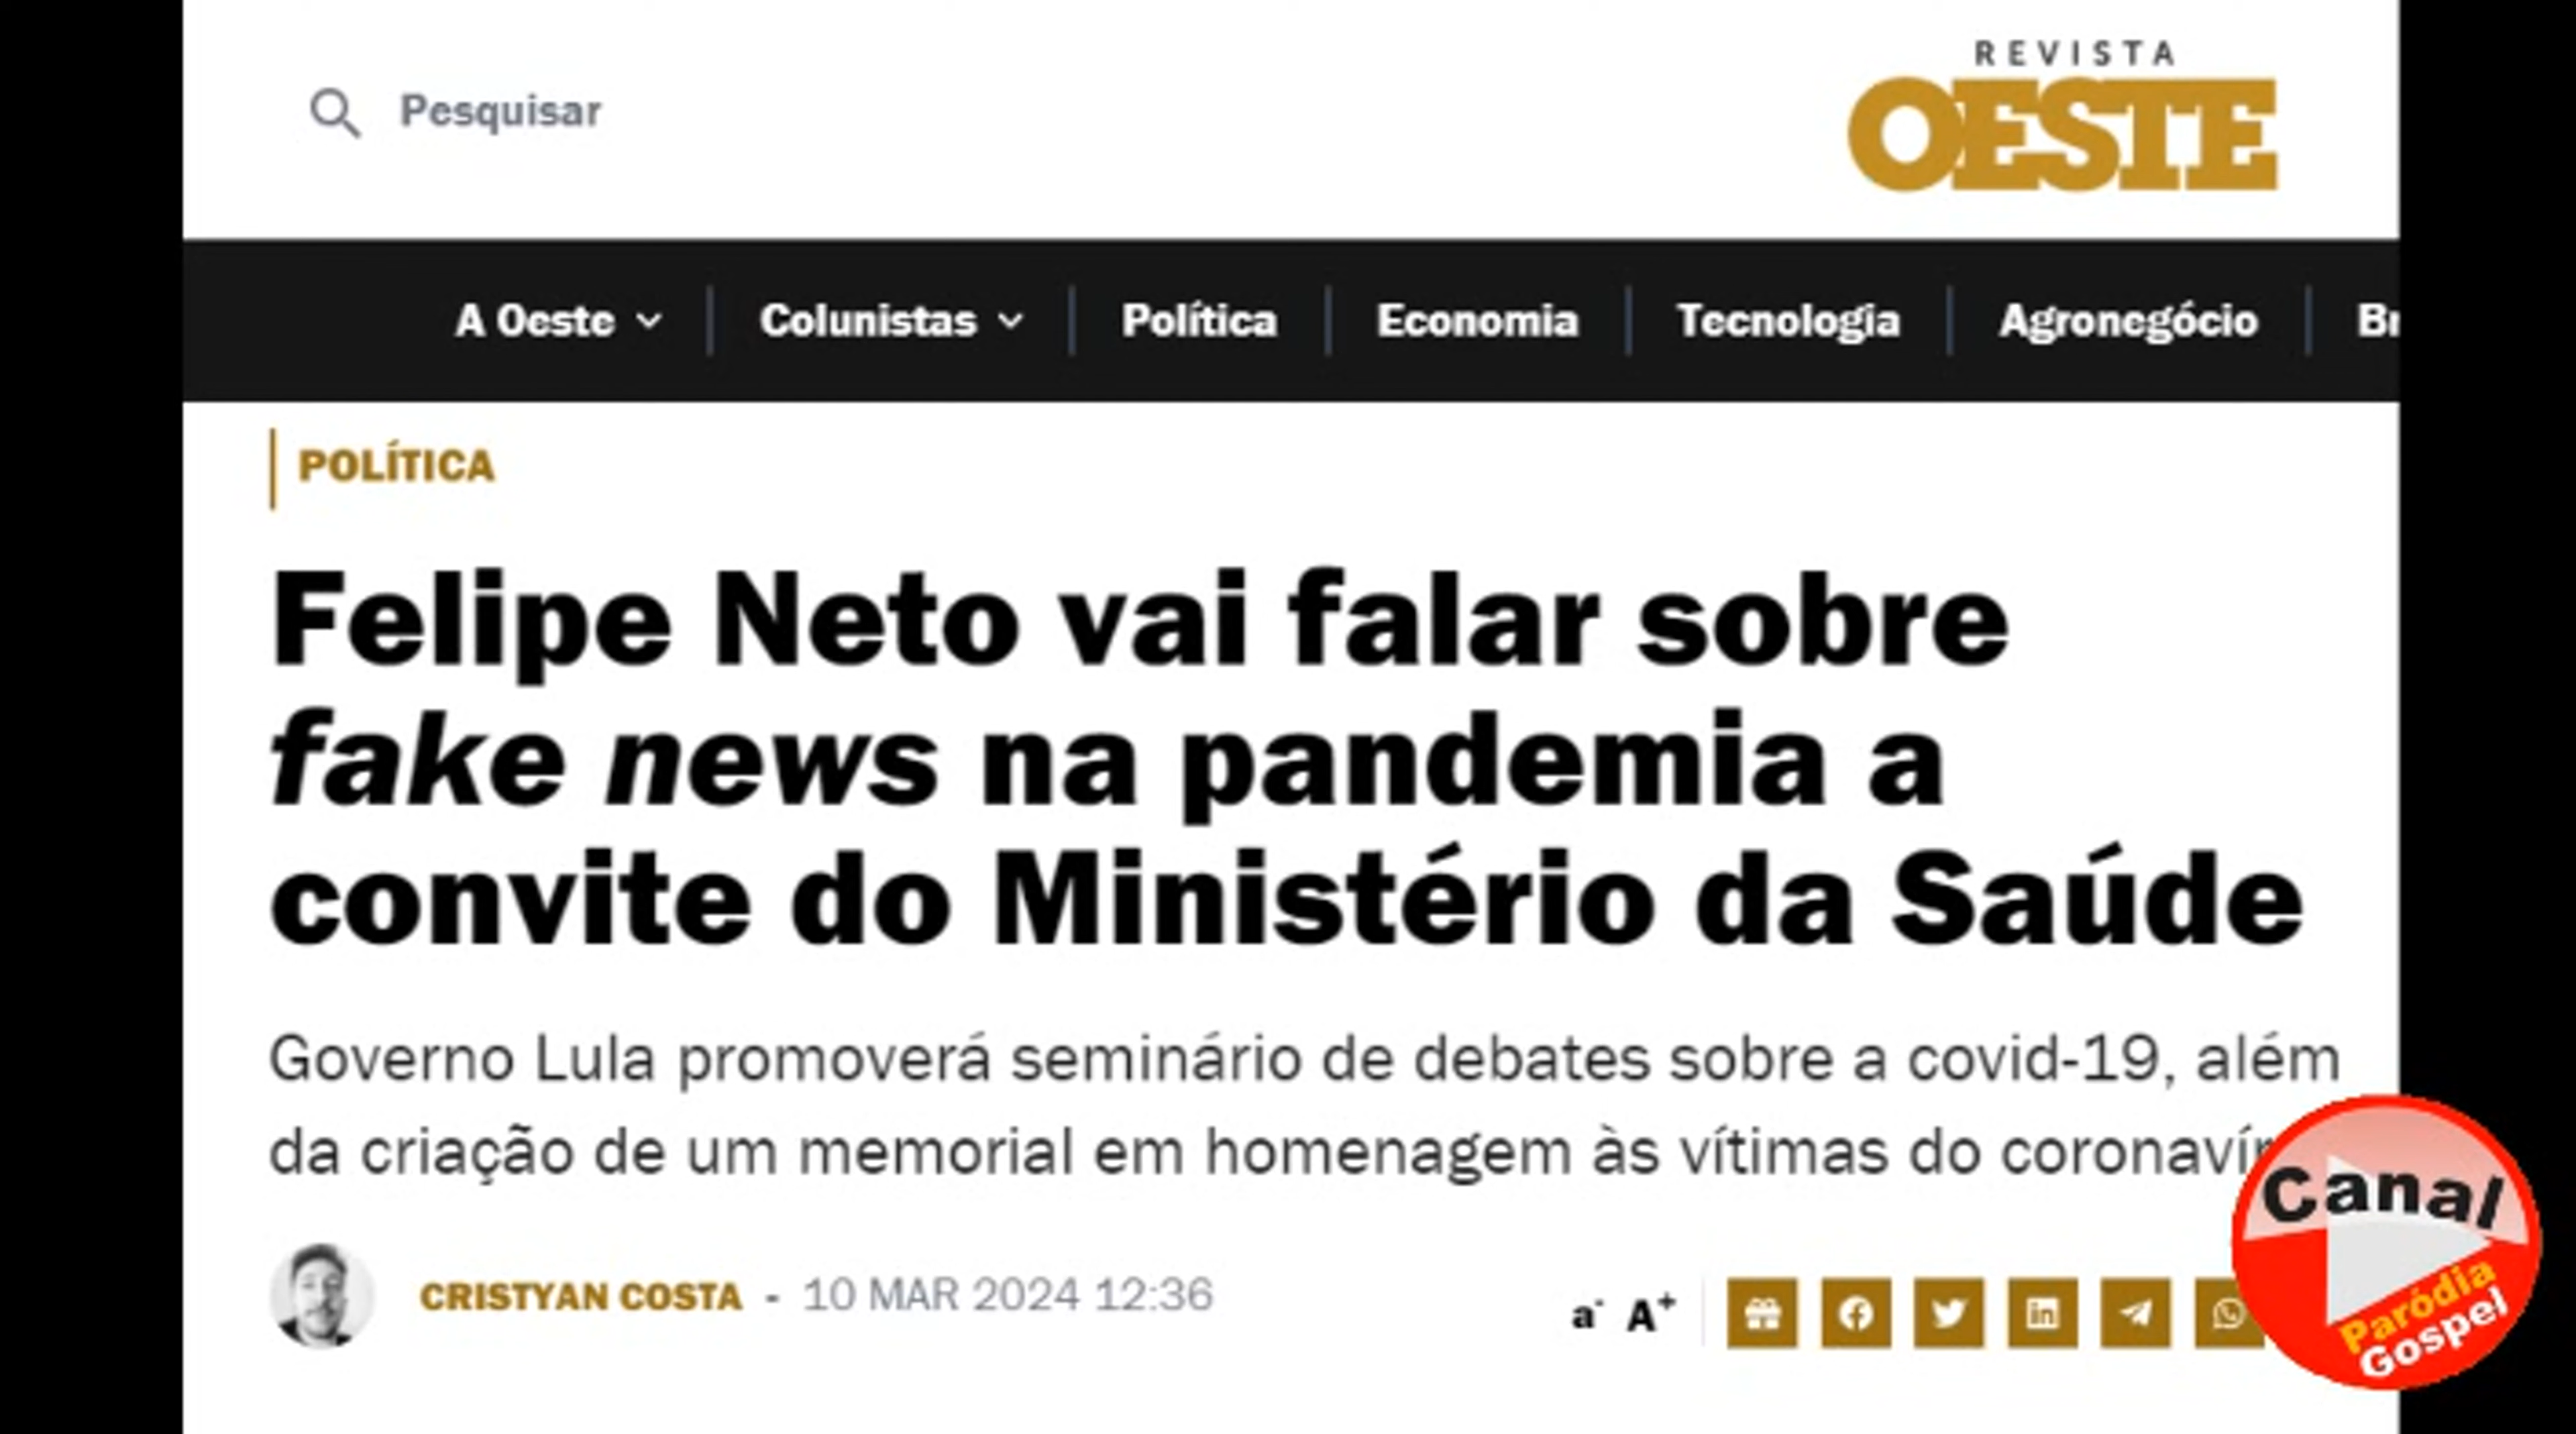 Pesquisar
REVISTA
OESTE
A Oeste
Colunistas
Política
Economia
Tecnologia
Agronegócio
POLÍTICA
Felipe Neto vai falar sobre
fake news na pandemia a
convite do Ministério da Saúde
Governo Lula promoverá seminário de debates sobre a covid-19, além
da criação de um memorial em homenagem às vítimas do
CRISTYAN COSTA - 10 MAR 2024 12:36
a- A+
Canal
Paródia
Gospel